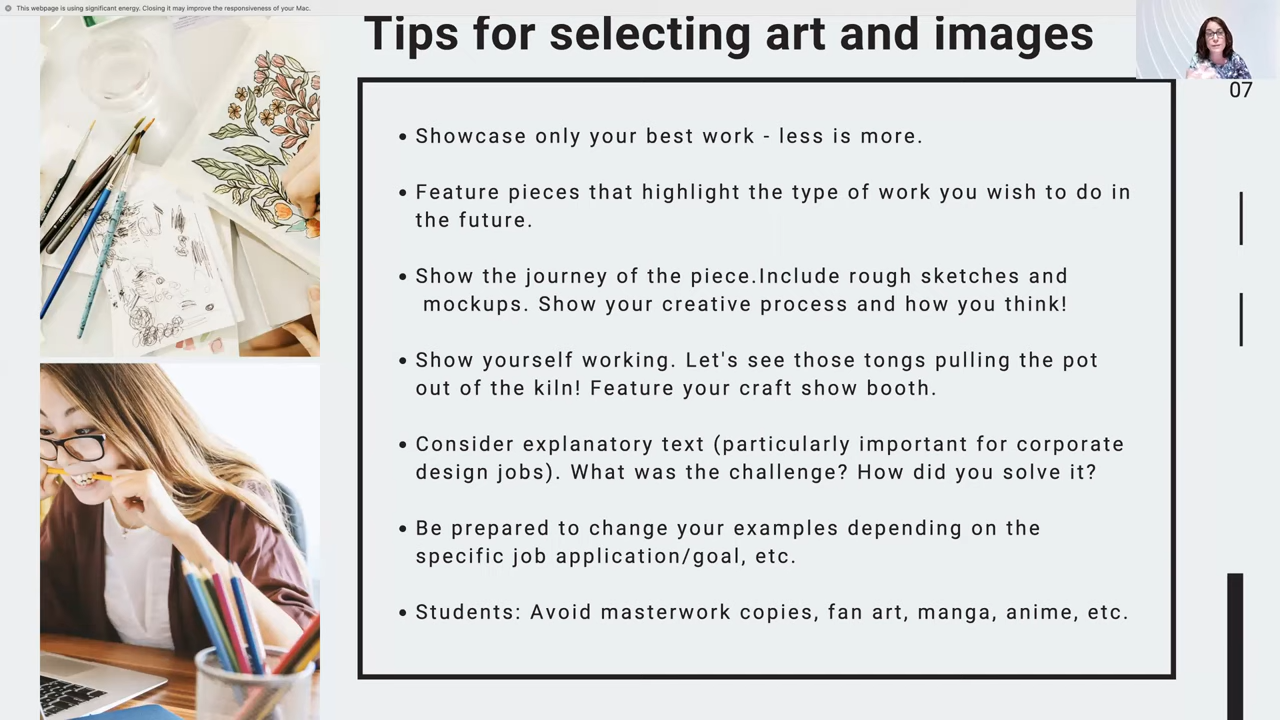 This webpage is using significant energy. Closing it may improve the responsiveness of your Mac.
Tips for selecting art and images
07
• Showcase only your best work - less is more.
• Feature pieces that highlight the type of work you wish to do in
the future.
• Show the journey of the piece.Include rough sketches and
mockups. Show your creative process and how you think!
• Show yourself working. Let's see those tongs pulling the pot
out of the kiln! Feature your craft show booth.
• Consider explanatory text (particularly important for corporate
design jobs). What was the challenge? How did you solve it?
• Be prepared to change your examples depending on the
specific job application/goal, etc.
• Students: Avoid masterwork copies, fan art, manga, anime, etc.